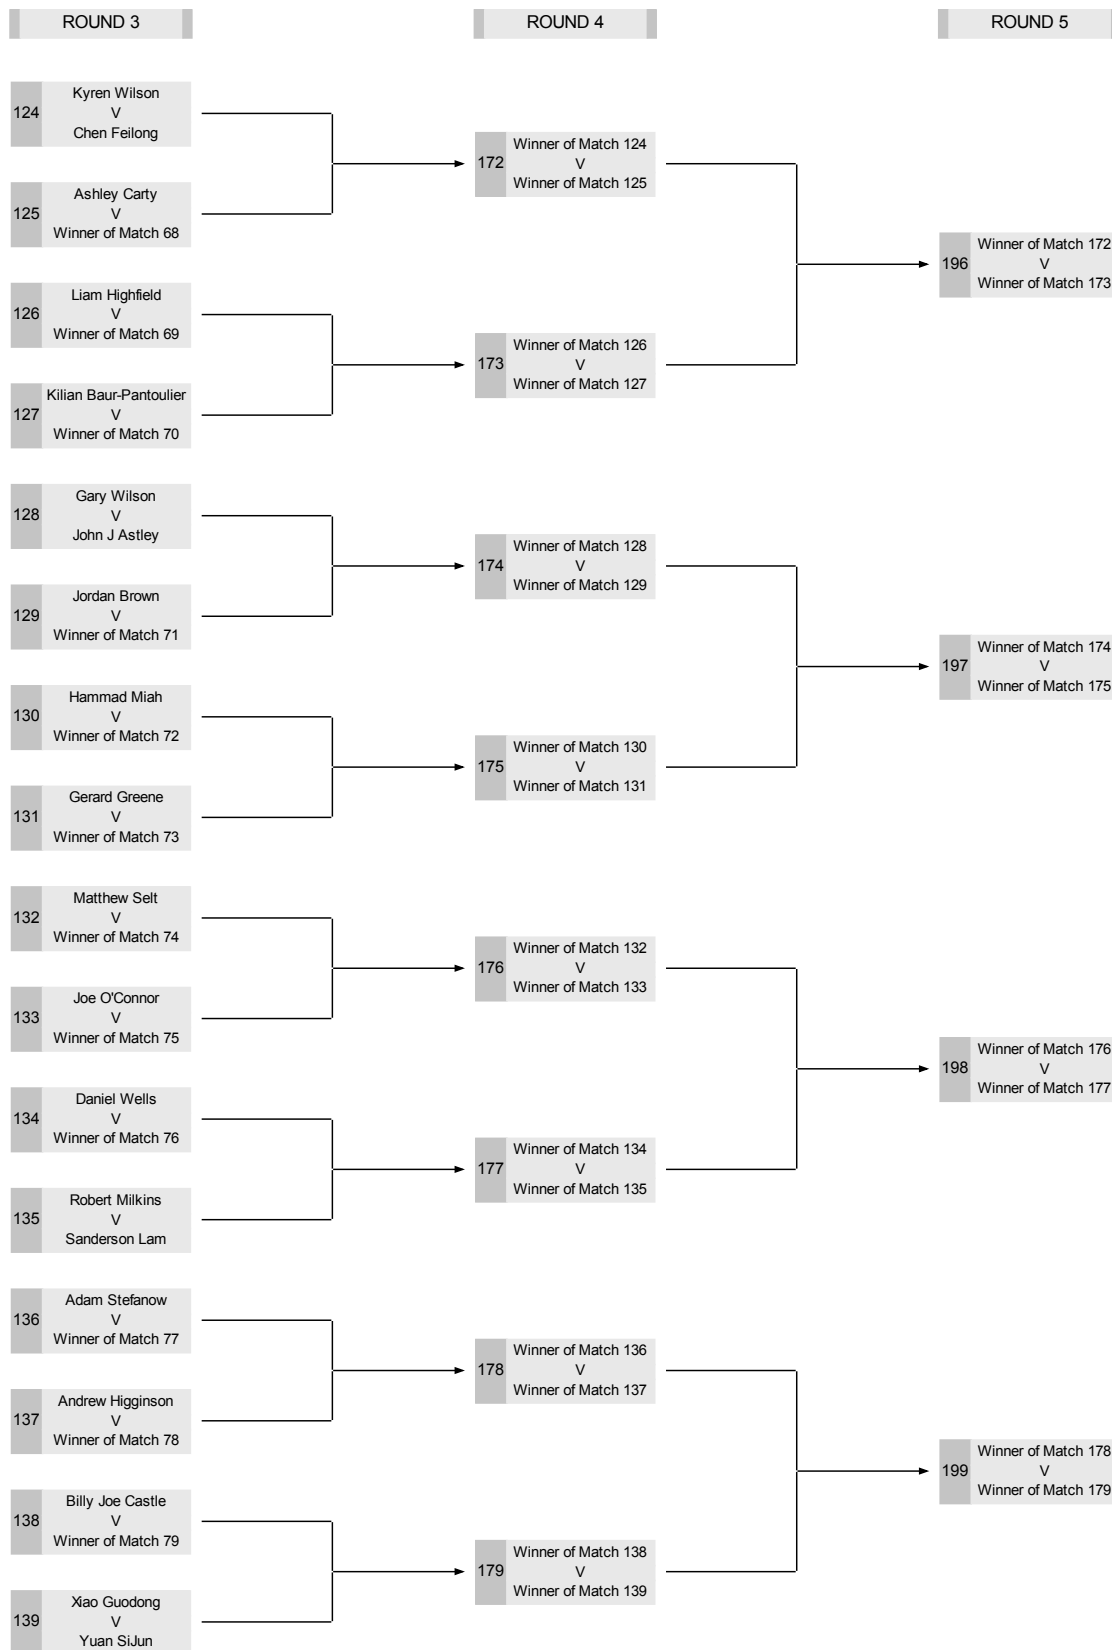 ROUND 3
ROUND 4
ROUND 5
124
Kyren Wilson
V
Chen Feilong
125
Ashley Carty
V
Winner of Match 68
126
Liam Highfield
V
Winner of Match 69
127
Kilian Baur-Pantoulier
V
Winner of Match 70
128
Gary Wilson
V
John J Astley
129
Jordan Brown
V
Winner of Match 71
130
Hammad Miah
V
Winner of Match 72
131
Gerard Greene
V
Winner of Match 73
132
Matthew Selt
V
Winner of Match 74
133
Joe O'Connor
V
Winner of Match 75
134
Daniel Wells
V
Winner of Match 76
135
Robert Milkins
V
Sanderson Lam
136
Adam Stefanow
V
Winner of Match 77
137
Andrew Higginson
V
Winner of Match 78
138
Billy Joe Castle
V
Winner of Match 79
139
Xiao Guodong
V
Yuan SiJun
172
Winner of Match 124
V
Winner of Match 125
173
Winner of Match 126
V
Winner of Match 127
174
Winner of Match 128
V
Winner of Match 129
175
Winner of Match 130
V
Winner of Match 131
176
Winner of Match 132
V
Winner of Match 133
177
Winner of Match 134
V
Winner of Match 135
178
Winner of Match 136
V
Winner of Match 137
179
Winner of Match 138
V
Winner of Match 139
196
Winner of Match 172
V
Winner of Match 173
197
Winner of Match 174
V
Winner of Match 175
198
Winner of Match 176
V
Winner of Match 177
199
Winner of Match 178
V
Winner of Match 179